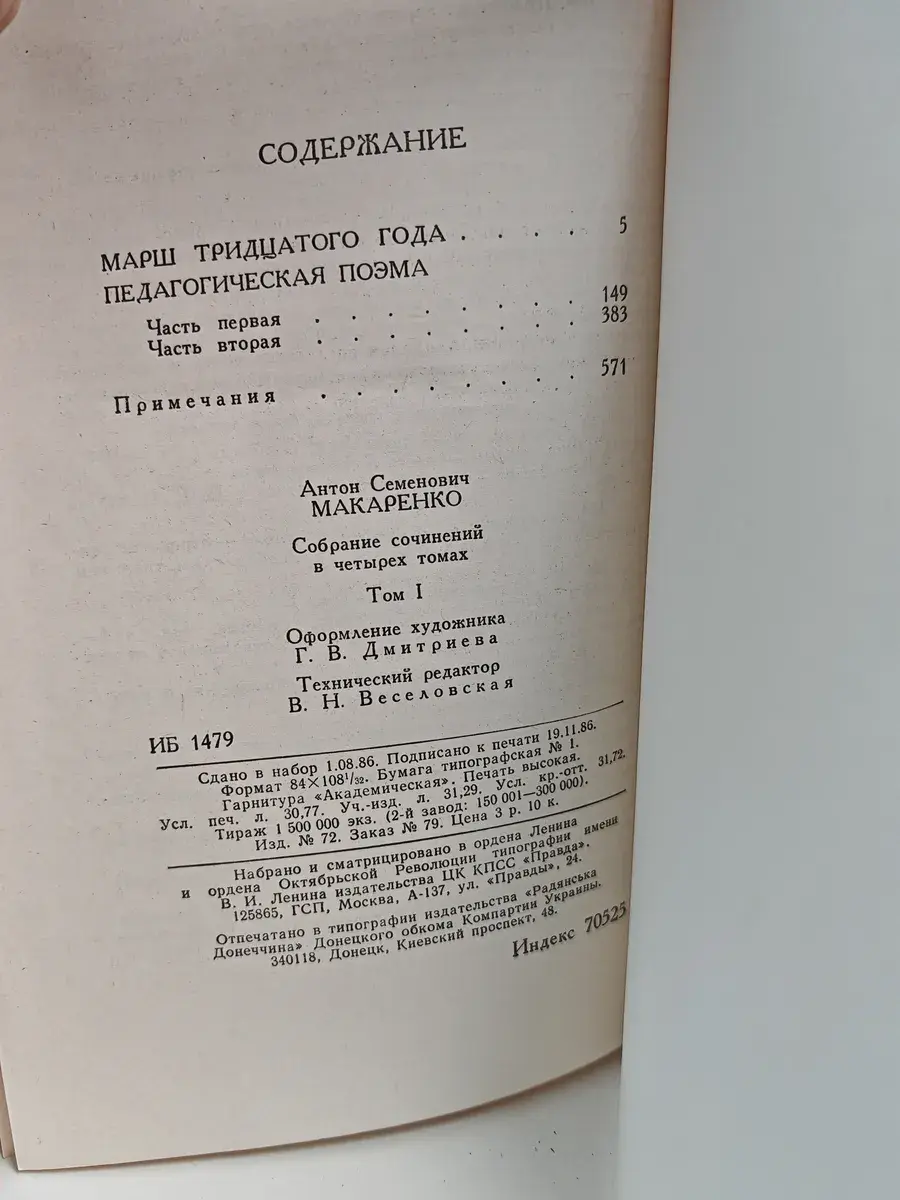 СОДЕРЖАНИЕ
МАРШ ТРИДЦАТОГО ГОДА . . . . 5
ПЕДАГОГИЧЕСКАЯ ПОЭМА
Часть первая . . . . . . . . 149
Часть вторая . . . . . . . . 383
Примечания . . . . . . . . 571
Антон Семенович
МАКАРЕНКО
Собрание сочинений
в четырех томах
Том I
Оформление художника
Г. В. Дмитриева
Технический редактор
В. Н. Веселовская
ИБ 1479
Сдано в набор 1.08.86. Подписано к печати 19.11.86.
Формат 84×108¹/₃₂. Бумага типографская № 1.
Гарнитура «Академическая». Печать высокая.
Усл. печ. л. 30,77. Уч.-изд. л. 31,29. Усл. кр.-отт. 31,72.
Тираж 1 500 000 экз. (2-й завод: 150 001—300 000).
Изд. № 72. Заказ № 79. Цена 3 р. 10 к.
Набрано и сматрицировано в ордена Ленина
и ордена Октябрьской Революции типографии имени
В. И. Ленина издательства ЦК КПСС «Правда».
125865, ГСП, Москва, А-137, ул. «Правды», 24.
Отпечатано в типографии издательства «Радянська
Донеччина» Донецкого обкома Компартии Украины.
340118, Донецк, Киевский проспект, 48.
Индекс 70525